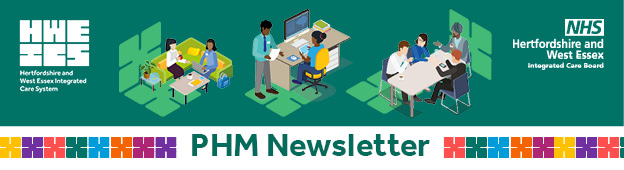 HWE
ICS
Hertfordshire and
West Essex Integrated
Care System
NHS
Hertfordshire and
West Essex
Integrated Care Board
PHM Newsletter